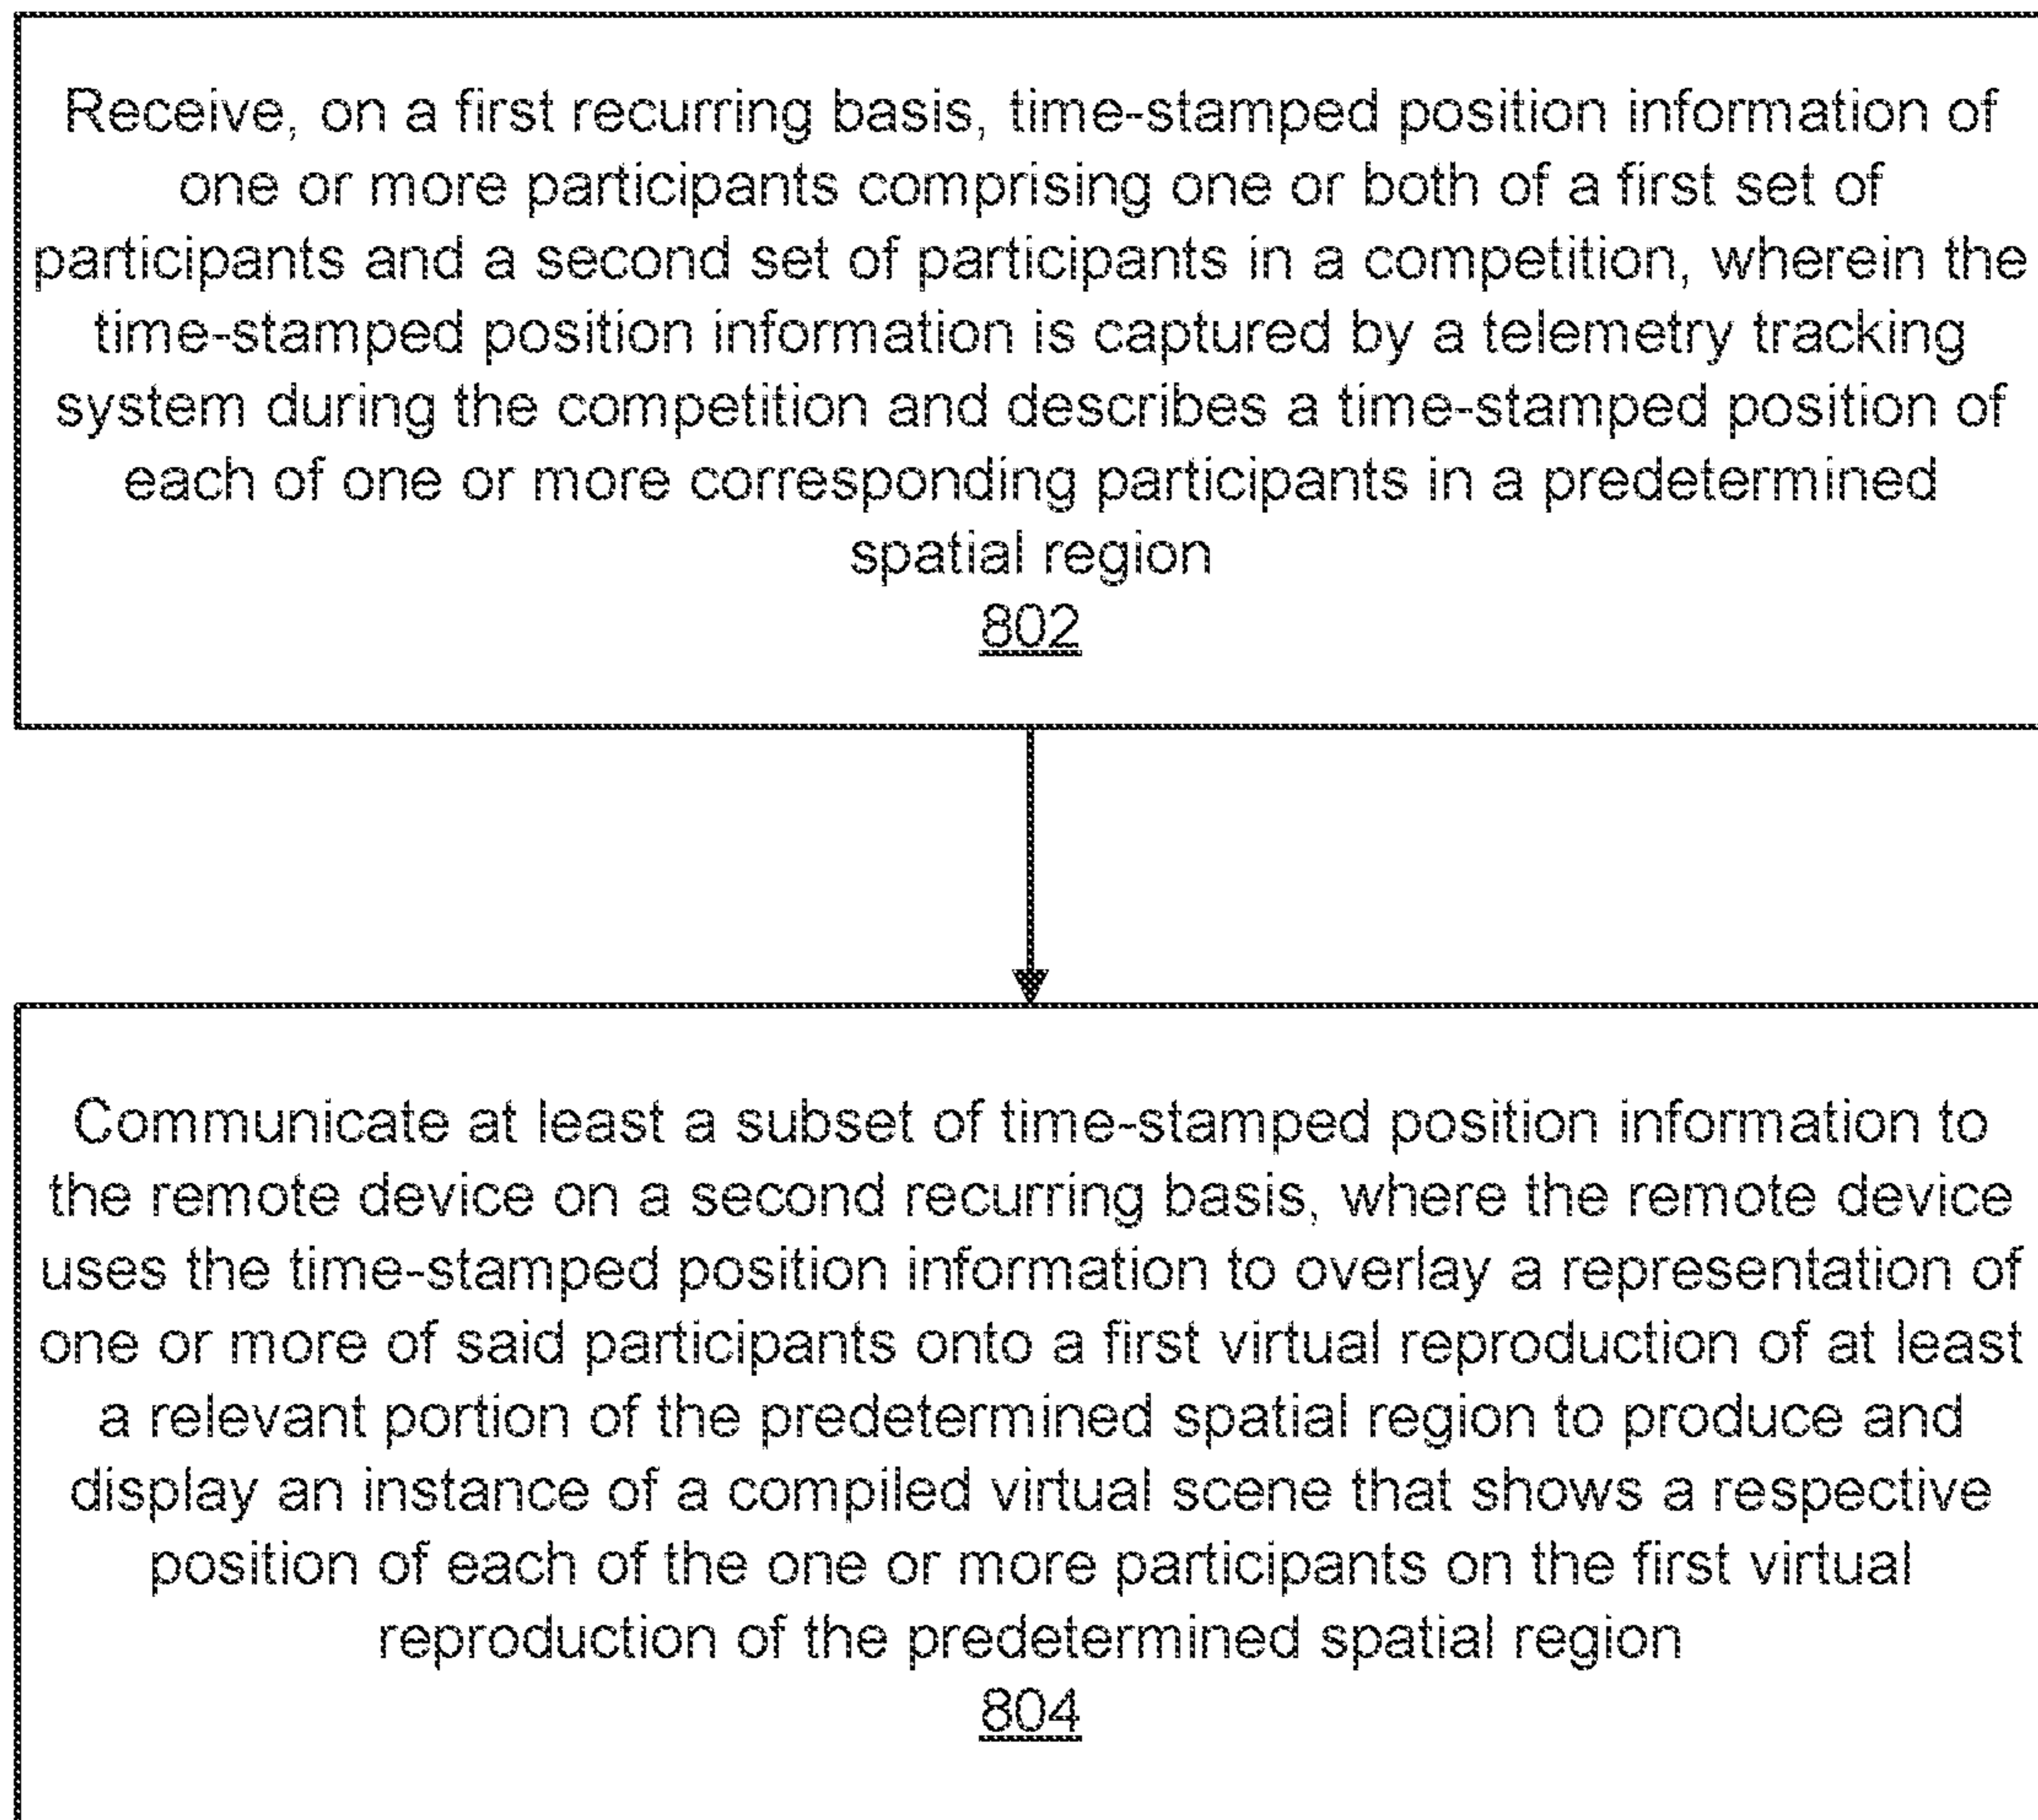 Receive, on a first recurring basis, time-stamped position information of
one or more participants comprising one or both of a first set of
participants and a second set of participants in a competition, wherein the
time-stamped position information is captured by a telemetry tracking
system during the competition and describes a time-stamped position of
each of one or more corresponding participants in a predetermined
spatial region
802
Communicate at least a subset of time-stamped position information to
the remote device on a second recurring basis, where the remote device
uses the time-stamped position information to overlay a representation of
one or more of said participants onto a first virtual reproduction of at least
a relevant portion of the predetermined spatial region to produce and
display an instance of a compiled virtual scene that shows a respective
position of each of the one or more participants on the first virtual
reproduction of the predetermined spatial region
804